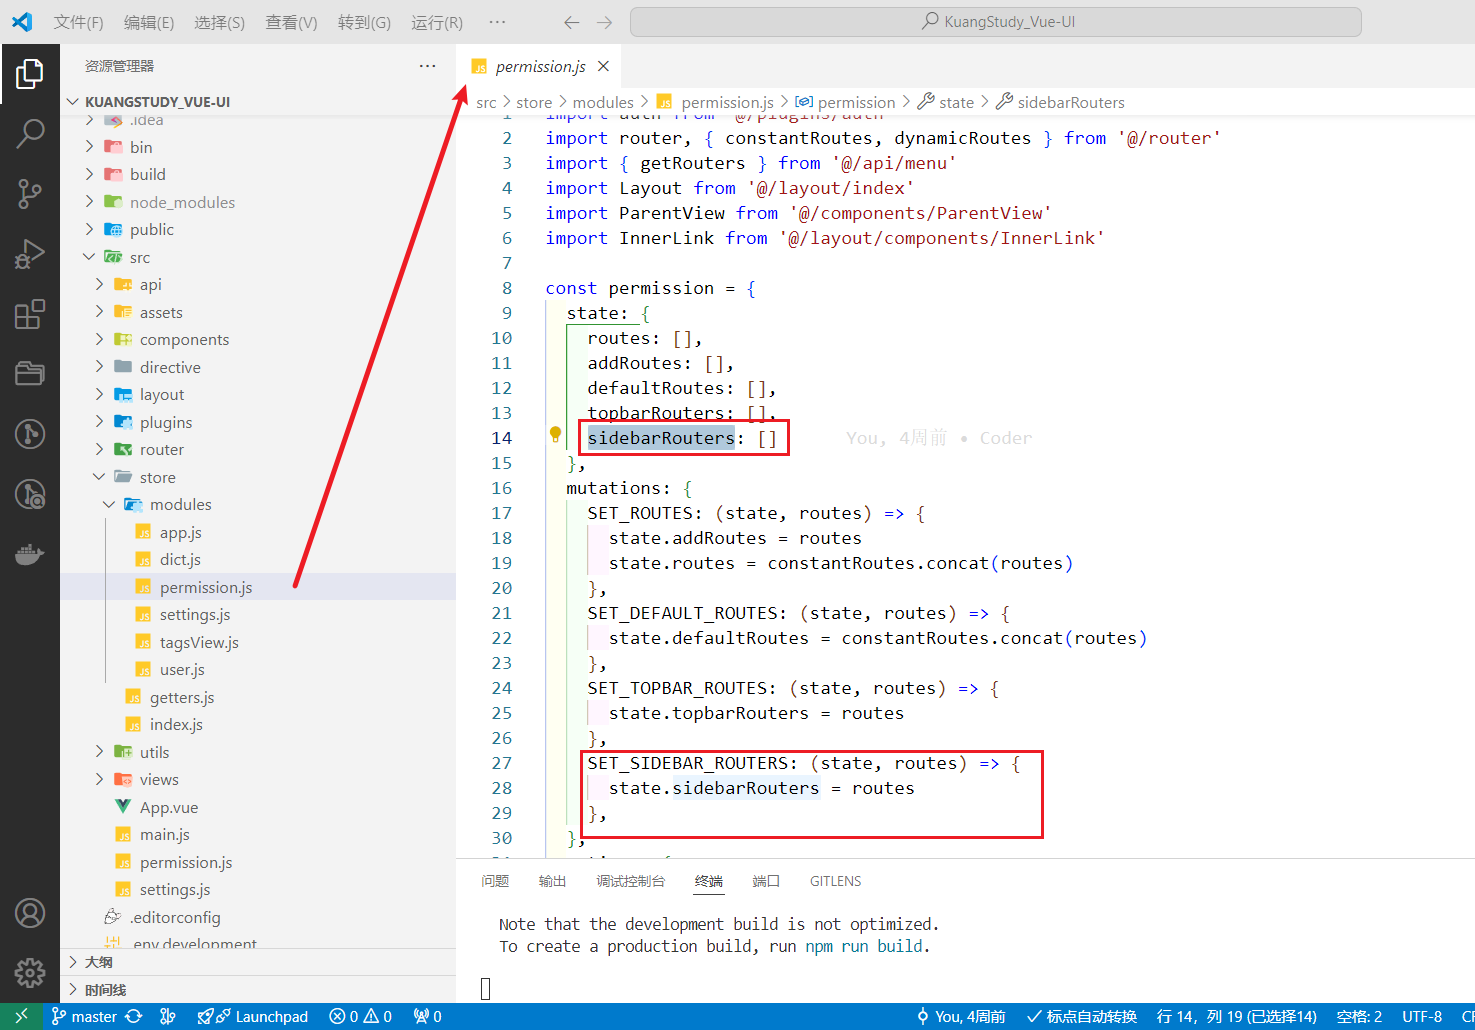 文件(F) 编辑(E) 选择(S) 查看(V) 转到(G) 运行(R) ··· KuangStudy_Vue-UI
资源管理器 ···
KUANGSTUDY_VUE-UI
.idea
bin
build
node_modules
public
src
api
assets
components
directive
layout
plugins
router
store
modules
app.js
dict.js
permission.js
settings.js
tagsView.js
user.js
getters.js
index.js
utils
views
App.vue
main.js
permission.js
settings.js
.editorconfig
.env.development
大纲
时间线
permission.js
src > store > modules > permission.js > permission > state > sidebarRouters
1 import auth from '@/plugins/auth'
2 import router, { constantRoutes, dynamicRoutes } from '@/router'
3 import { getRouters } from '@/api/menu'
4 import Layout from '@/layout/index'
5 import ParentView from '@/components/ParentView'
6 import InnerLink from '@/layout/components/InnerLink'
7
8 const permission = {
9 state: {
10 routes: [],
11 addRoutes: [],
12 defaultRoutes: [],
13 topbarRouters: [],
14 sidebarRouters: [] You, 4周前 • Coder
15 },
16 mutations: {
17 SET_ROUTES: (state, routes) => {
18 state.addRoutes = routes
19 state.routes = constantRoutes.concat(routes)
20 },
21 SET_DEFAULT_ROUTES: (state, routes) => {
22 state.defaultRoutes = constantRoutes.concat(routes)
23 },
24 SET_TOPBAR_ROUTES: (state, routes) => {
25 state.topbarRouters = routes
26 },
27 SET_SIDEBAR_ROUTERS: (state, routes) => {
28 state.sidebarRouters = routes
29 },
30 },
问题 输出 调试控制台 终端 端口 GITLENS
Note that the development build is not optimized.
To create a production build, run npm run build.
master Launchpad 0 0 0 You, 4周前 标点自动转换 行 14，列 19 (已选择14) 空格: 2 UTF-8